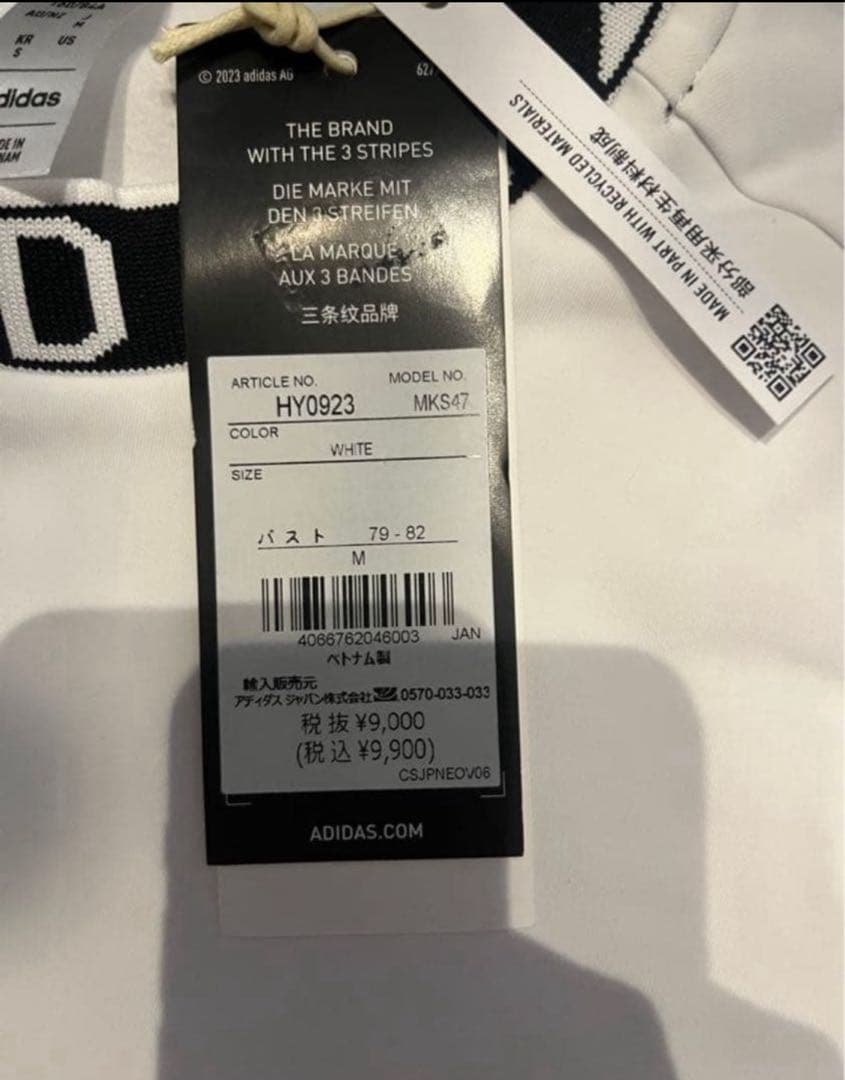 KR US
S
didas
© 2023 adidas AG
THE BRAND
WITH THE 3 STRIPES
DIE MARKE MIT
DEN 3 STREIFEN
LA MARQUE
AUX 3 BANDES
三条纹品牌
MADE IN PART WITH RECYCLED MATERIALS
部分采用再生材料制成
D
ARTICLE NO. MODEL NO.
HY0923 MKS47
COLOR
WHITE
SIZE
バスト 79 - 82
M
4066762046003 JAN
ベトナム製
輸入販売元
アディダス ジャパン株式会社 0570-033-033
税抜 ¥9,000
(税込 ¥9,900)
CSJPNEOV06
ADIDAS.COM